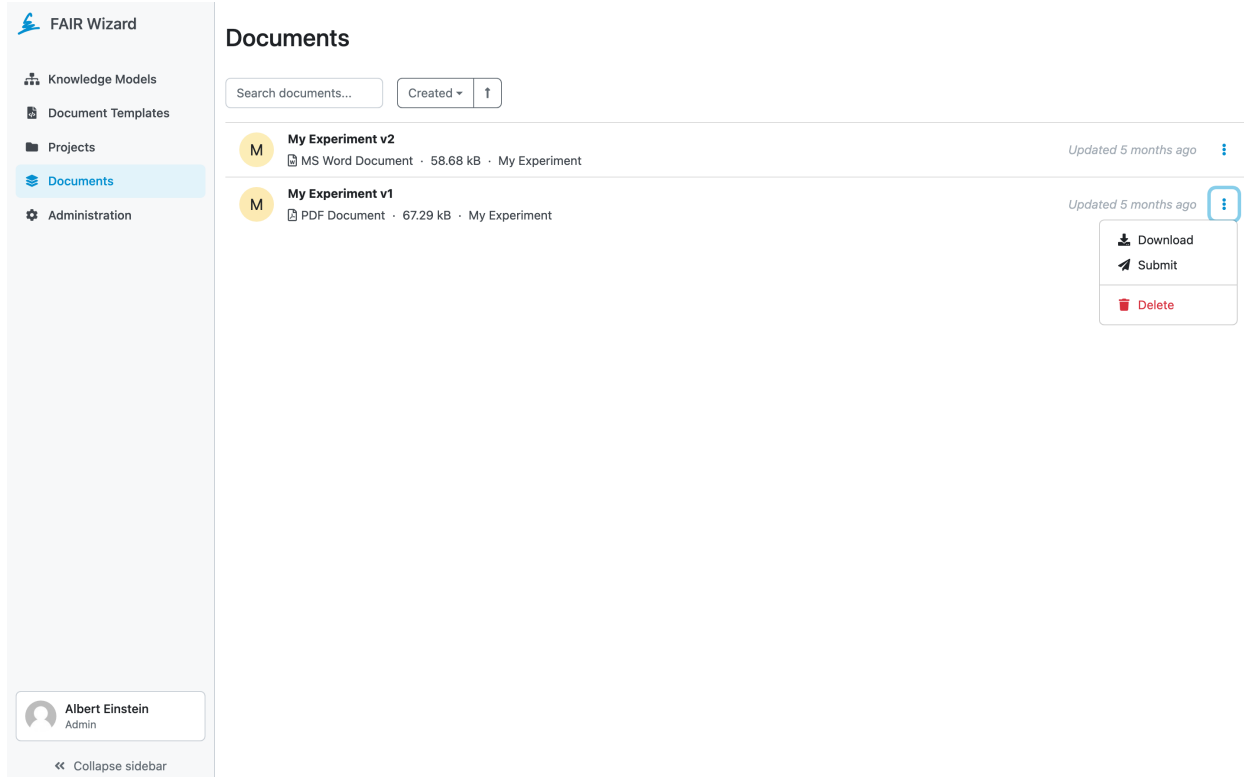 FAIR Wizard
Knowledge Models
Document Templates
Projects
Documents
Administration
Albert Einstein
Admin
Collapse sidebar
Documents
Search documents...
Created
M
My Experiment v2
MS Word Document · 58.68 kB · My Experiment
Updated 5 months ago
M
My Experiment v1
PDF Document · 67.29 kB · My Experiment
Updated 5 months ago
Download
Submit
Delete